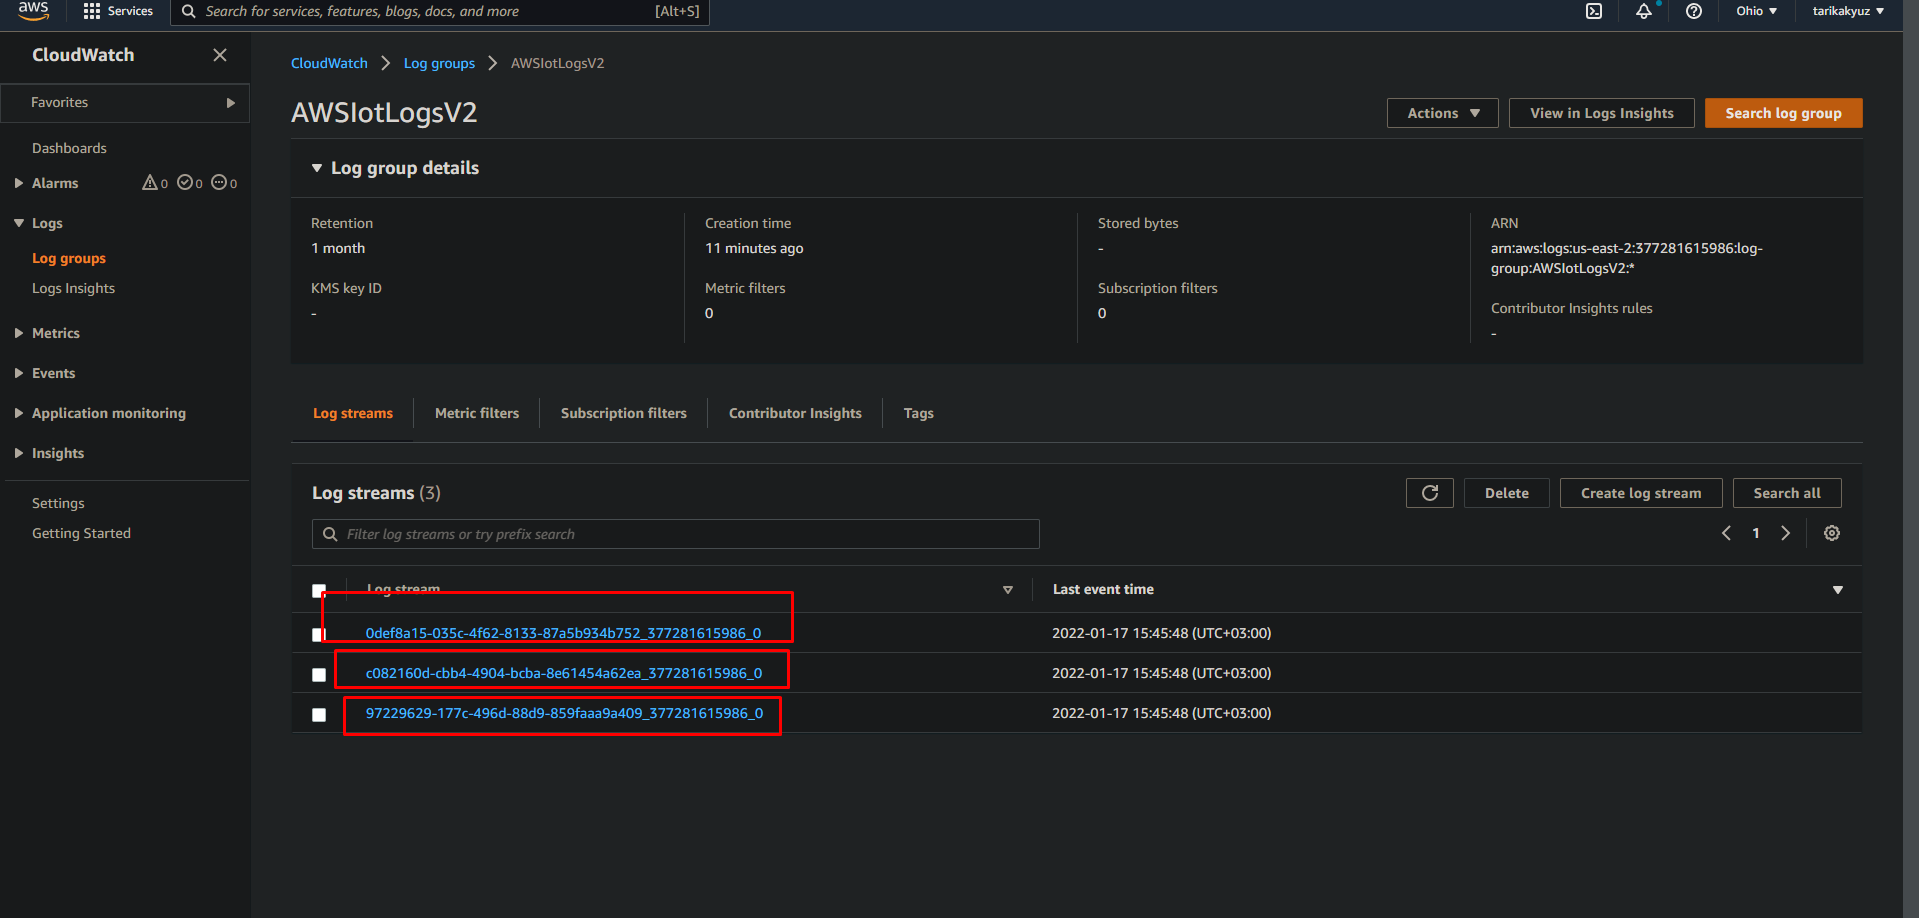 aws
Services
Search for services, features, blogs, docs, and more
[Alt+S]
Ohio
tarikakyuz
CloudWatch
Favorites
Dashboards
Alarms
0
0
0
Logs
Log groups
Logs Insights
Metrics
Events
Application monitoring
Insights
Settings
Getting Started
CloudWatch
Log groups
AWSIotLogsV2
AWSIotLogsV2
Actions
View in Logs Insights
Search log group
Log group details
Retention
1 month
KMS key ID
-
Creation time
11 minutes ago
Metric filters
0
Stored bytes
-
Subscription filters
0
ARN
arn:aws:logs:us-east-2:377281615986:log-
group:AWSIotLogsV2:*
Contributor Insights rules
-
Log streams
Metric filters
Subscription filters
Contributor Insights
Tags
Log streams (3)
Delete
Create log stream
Search all
Filter log streams or try prefix search
1
Log stream
Last event time
0def8a15-035c-4f62-8133-87a5b934b752_377281615986_0
2022-01-17 15:45:48 (UTC+03:00)
c082160d-cbb4-4904-bcba-8e61454a62ea_377281615986_0
2022-01-17 15:45:48 (UTC+03:00)
97229629-177c-496d-88d9-859faaa9a409_377281615986_0
2022-01-17 15:45:48 (UTC+03:00)